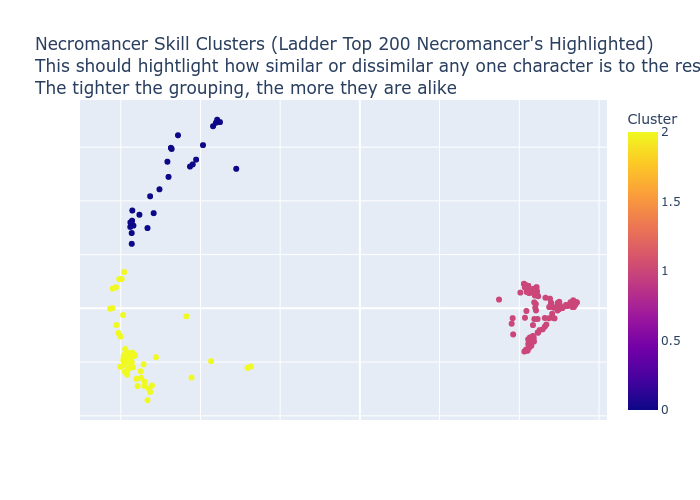 Necromancer Skill Clusters (Ladder Top 200 Necromancer's Highlighted)
This should hightlight how similar or dissimilar any one character is to the res
The tighter the grouping, the more they are alike
Cluster
2
1.5
1
0.5
0